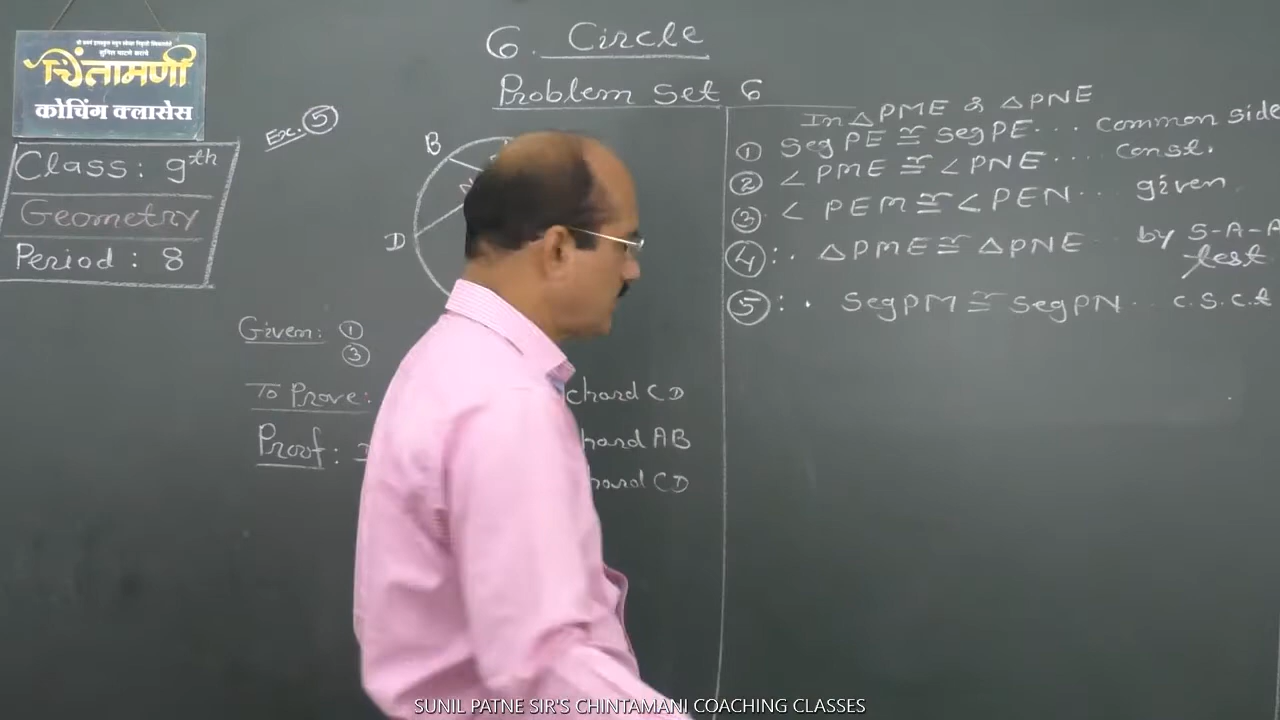 चिंतामणी
कोचिंग क्लासेस
Class: 9th
Geometry
Period: 8
6. Circle
Problem Set 6
Ex. 5
B
D
Given: ①
③
To Prove: chord CD
Proof: hord AB
hord CD
In △PME & △PNE
① Seg PE ≅ seg PE... common side
② ∠PME ≅ ∠PNE .... const.
③ ∠PEM ≅ ∠PEN... given
④ ∴ △PME ≅ △PNE .. by S-A-A
test
⑤ ∴ Seg PM ≅ Seg PN .. c.s.c.t
SUNIL PATNE SIR'S CHINTAMANI COACHING CLASSES